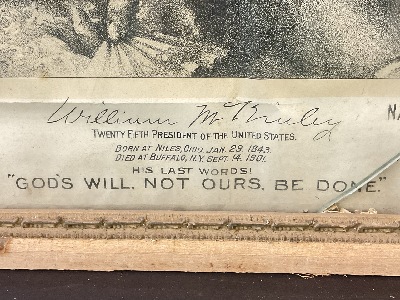 William McKinley
TWENTY FIFTH PRESIDENT OF THE UNITED STATES.
BORN AT NILES, OHIO. JAN. 29. 1843.
DIED AT BUFFALO, N.Y. SEPT. 14. 1901.
HIS LAST WORDS!
"GOD'S WILL, NOT OURS, BE DONE."